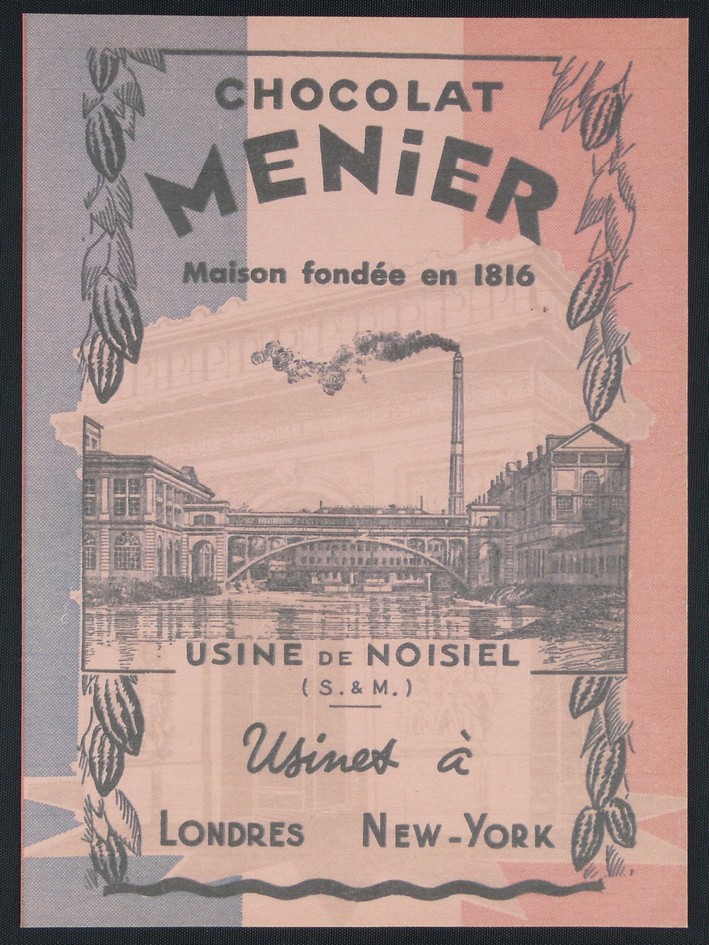 CHOCOLAT
MENiER
Maison fondée en 1816
USINE DE NOISIEL
(S. & M.)
Usines à
LONDRES NEW-YORK